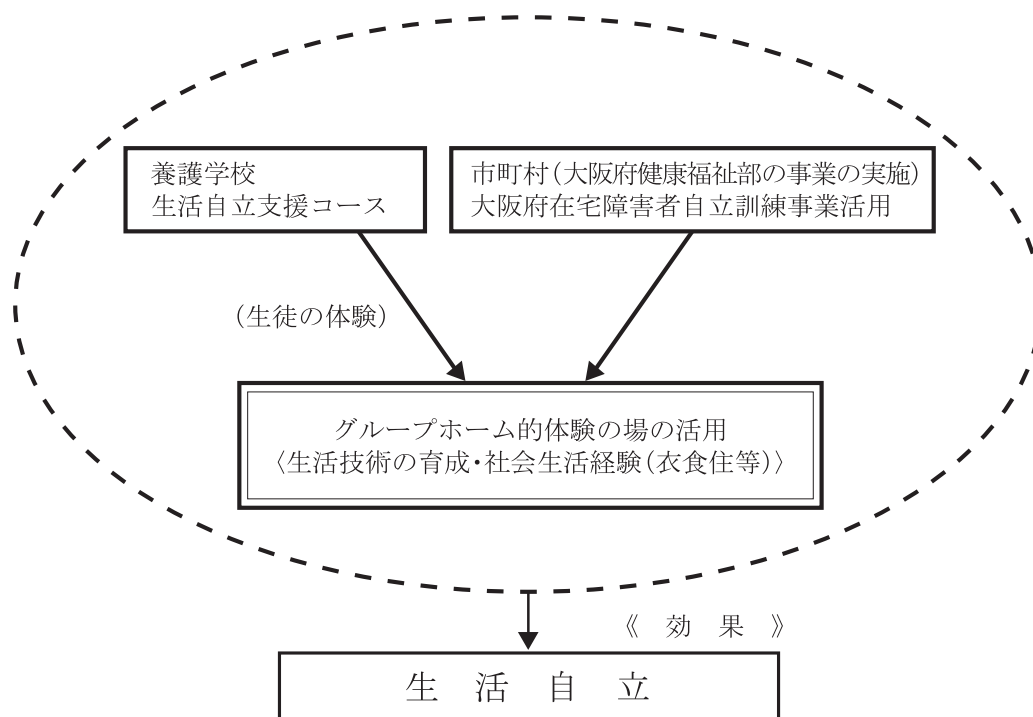 養護学校
生活自立支援コース
市町村(大阪府健康福祉部の事業の実施)
大阪府在宅障害者自立訓練事業活用
(生徒の体験)
グループホーム的体験の場の活用
〈生活技術の育成・社会生活経験(衣食住等)〉
《 効 果 》
生 活 自 立